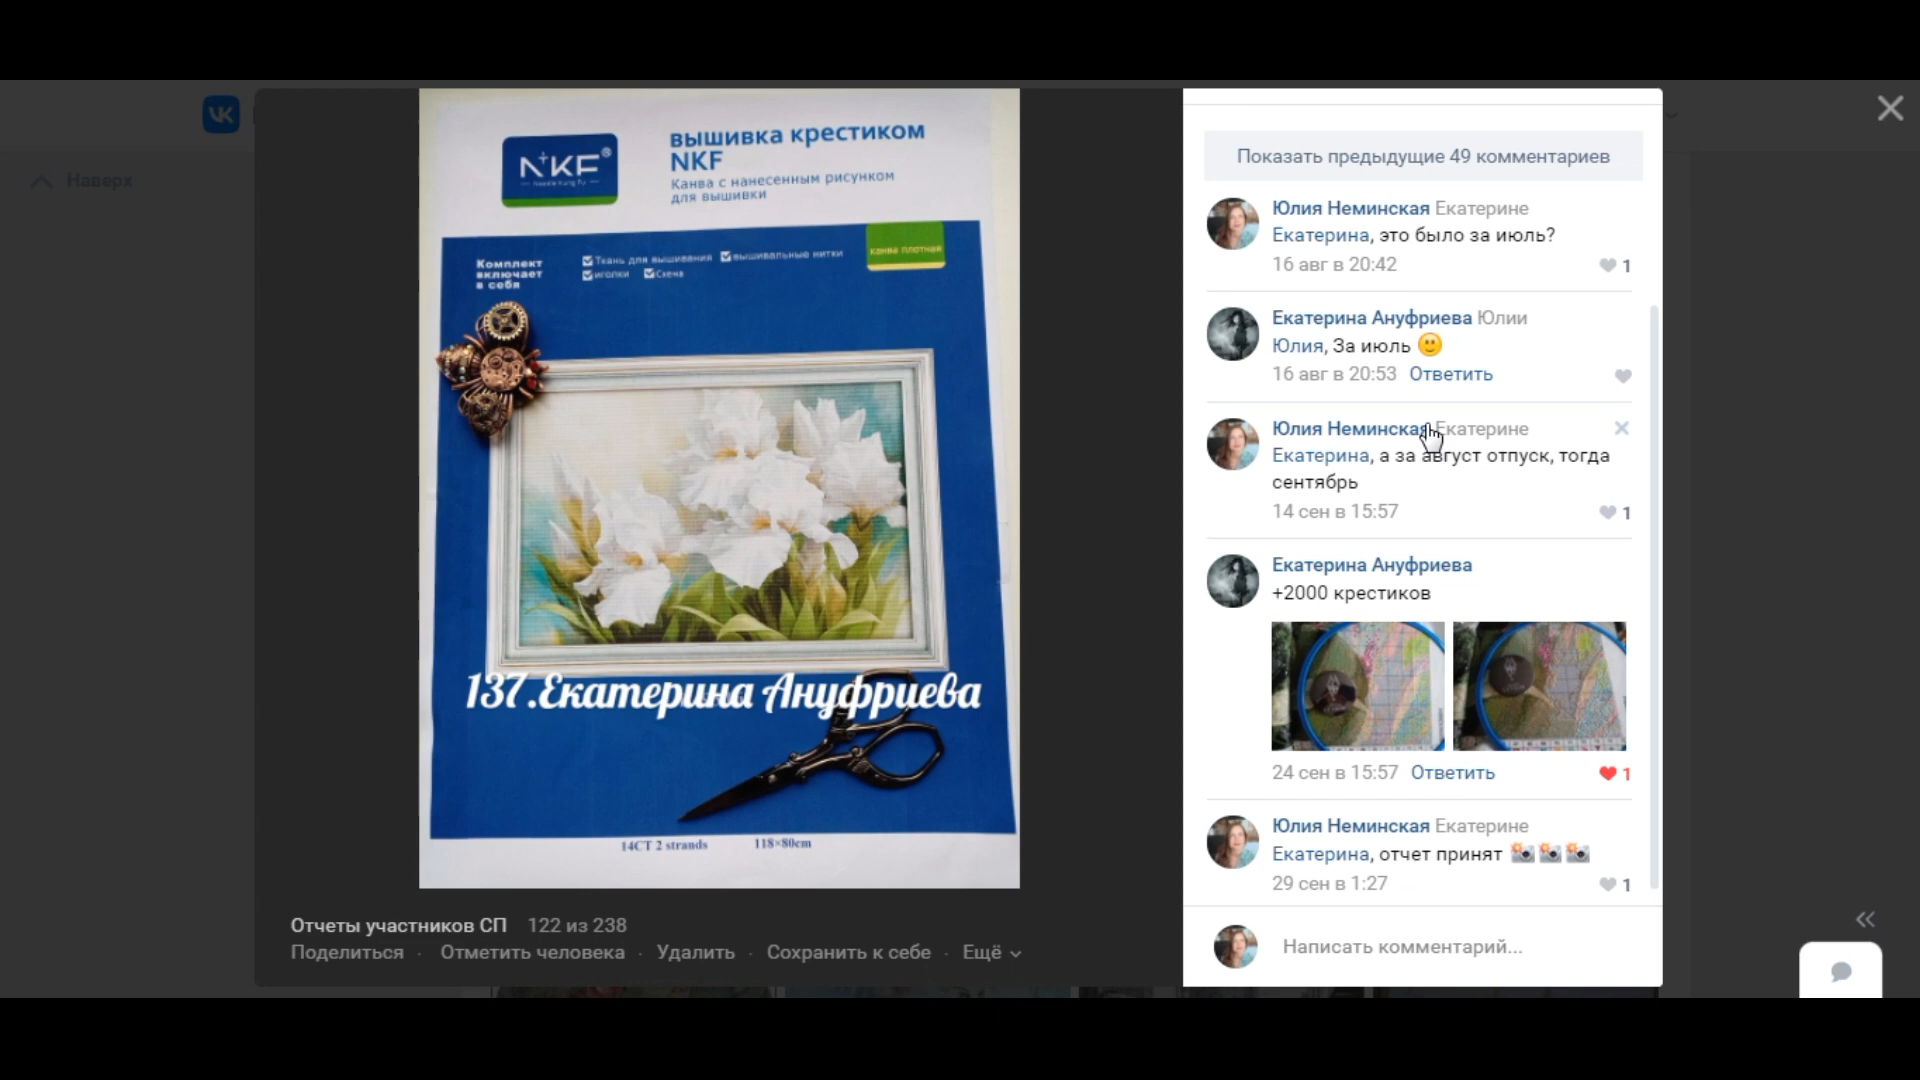 Наверх
NKF®
Needle Kung Fu
вышивка крестиком
NKF
Канва с нанесенным рисунком
для вышивки
Комплект
включает
в себя
Ткань для вышивания
вышивальные нитки
иголки
Схема
канва плотная
137.Екатерина Ануфриева
14CT 2 strands 118×80cm
Отчеты участников СП 122 из 238
Поделиться · Отметить человека · Удалить · Сохранить к себе · Ещё
Показать предыдущие 49 комментариев
Юлия Неминская Екатерине
Екатерина, это было за июль?
16 авг в 20:42
1
Екатерина Ануфриева Юлии
Юлия, За июль 🙂
16 авг в 20:53 Ответить
Юлия Неминская Екатерине
Екатерина, а за август отпуск, тогда
сентябрь
14 сен в 15:57
1
Екатерина Ануфриева
+2000 крестиков
24 сен в 15:57 Ответить
1
Юлия Неминская Екатерине
Екатерина, отчет принят 📸📸📸
29 сен в 1:27
1
Написать комментарий...